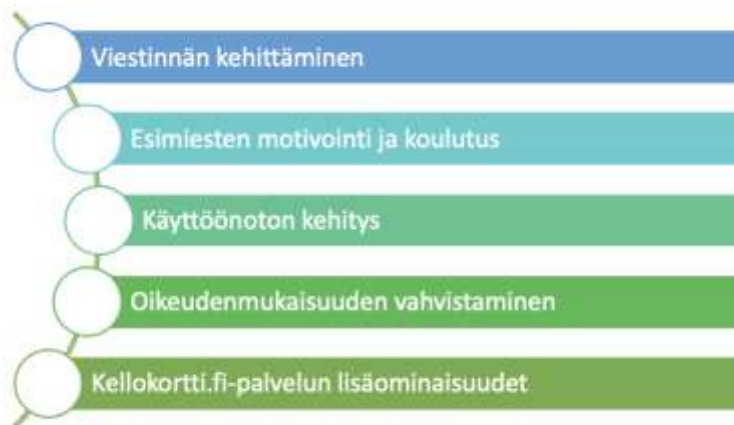 Viestinnän kehittäminen
Esimiesten motivointi ja koulutus
Käyttöönoton kehitys
Oikeudenmukaisuuden vahvistaminen
Kellokortti.fi-palvelun lisäominaisuudet